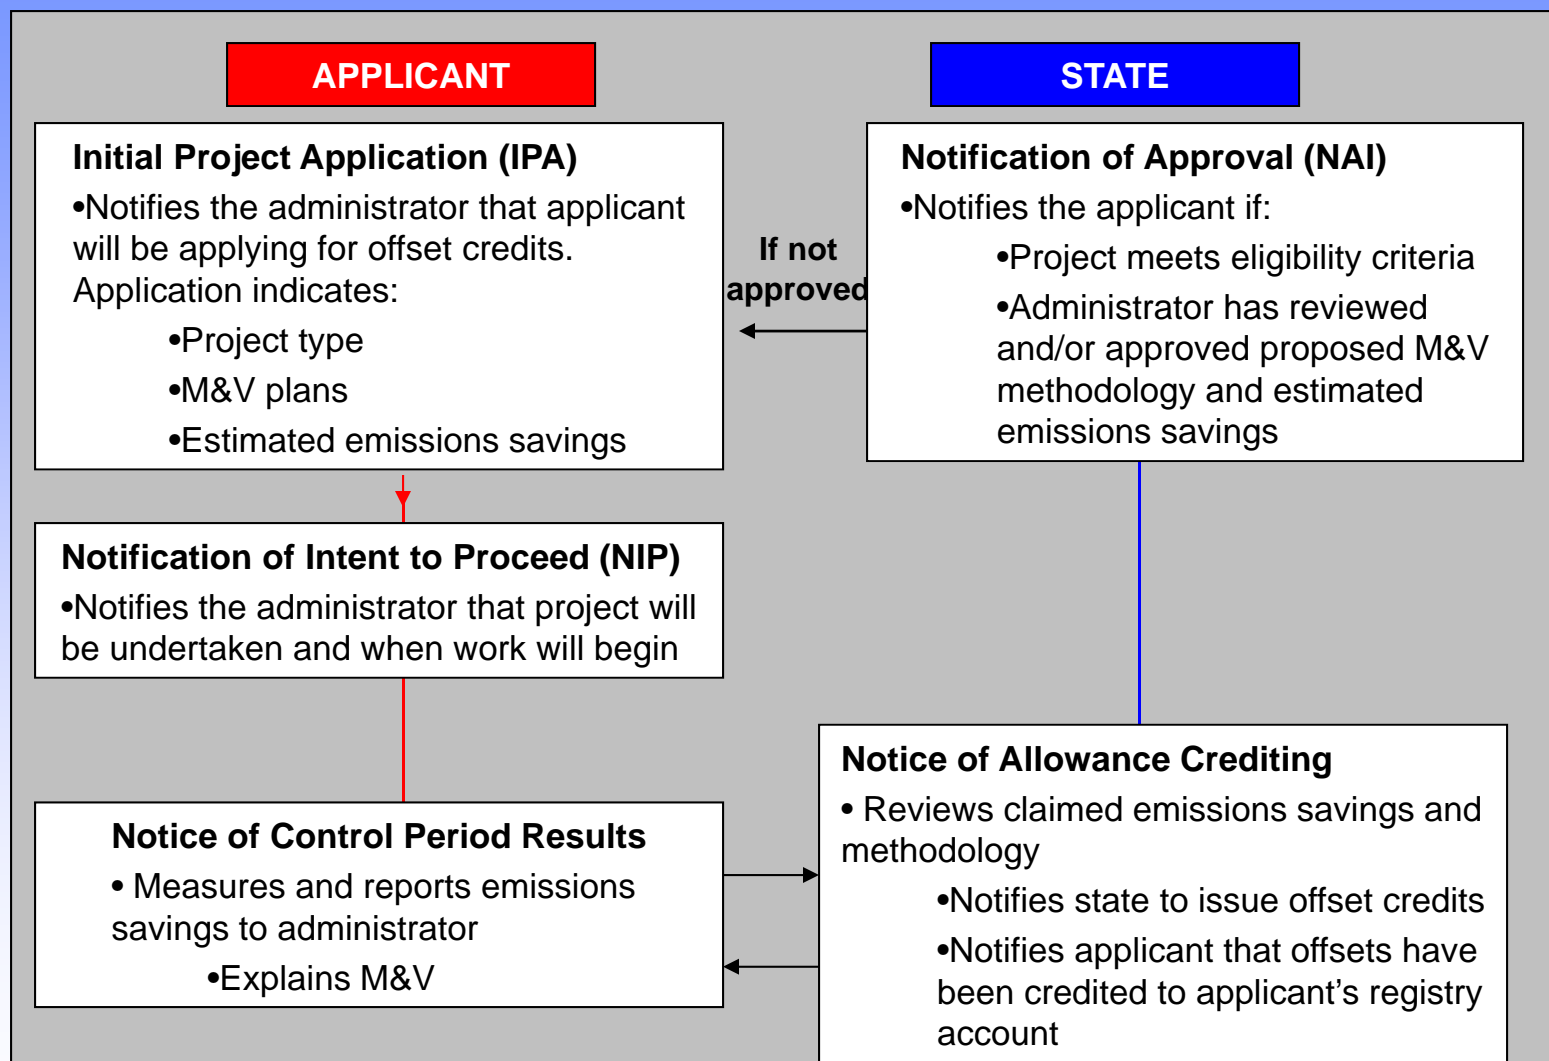 APPLICANT
STATE
Initial Project Application (IPA)
•Notifies the administrator that applicant
will be applying for offset credits.
Application indicates:
•Project type
•M&V plans
•Estimated emissions savings
If not
approved
Notification of Approval (NAI)
•Notifies the applicant if:
•Project meets eligibility criteria
•Administrator has reviewed
and/or approved proposed M&V
methodology and estimated
emissions savings
Notification of Intent to Proceed (NIP)
•Notifies the administrator that project will
be undertaken and when work will begin
Notice of Control Period Results
• Measures and reports emissions
savings to administrator
•Explains M&V
Notice of Allowance Crediting
• Reviews claimed emissions savings and
methodology
•Notifies state to issue offset credits
•Notifies applicant that offsets have
been credited to applicant’s registry
account